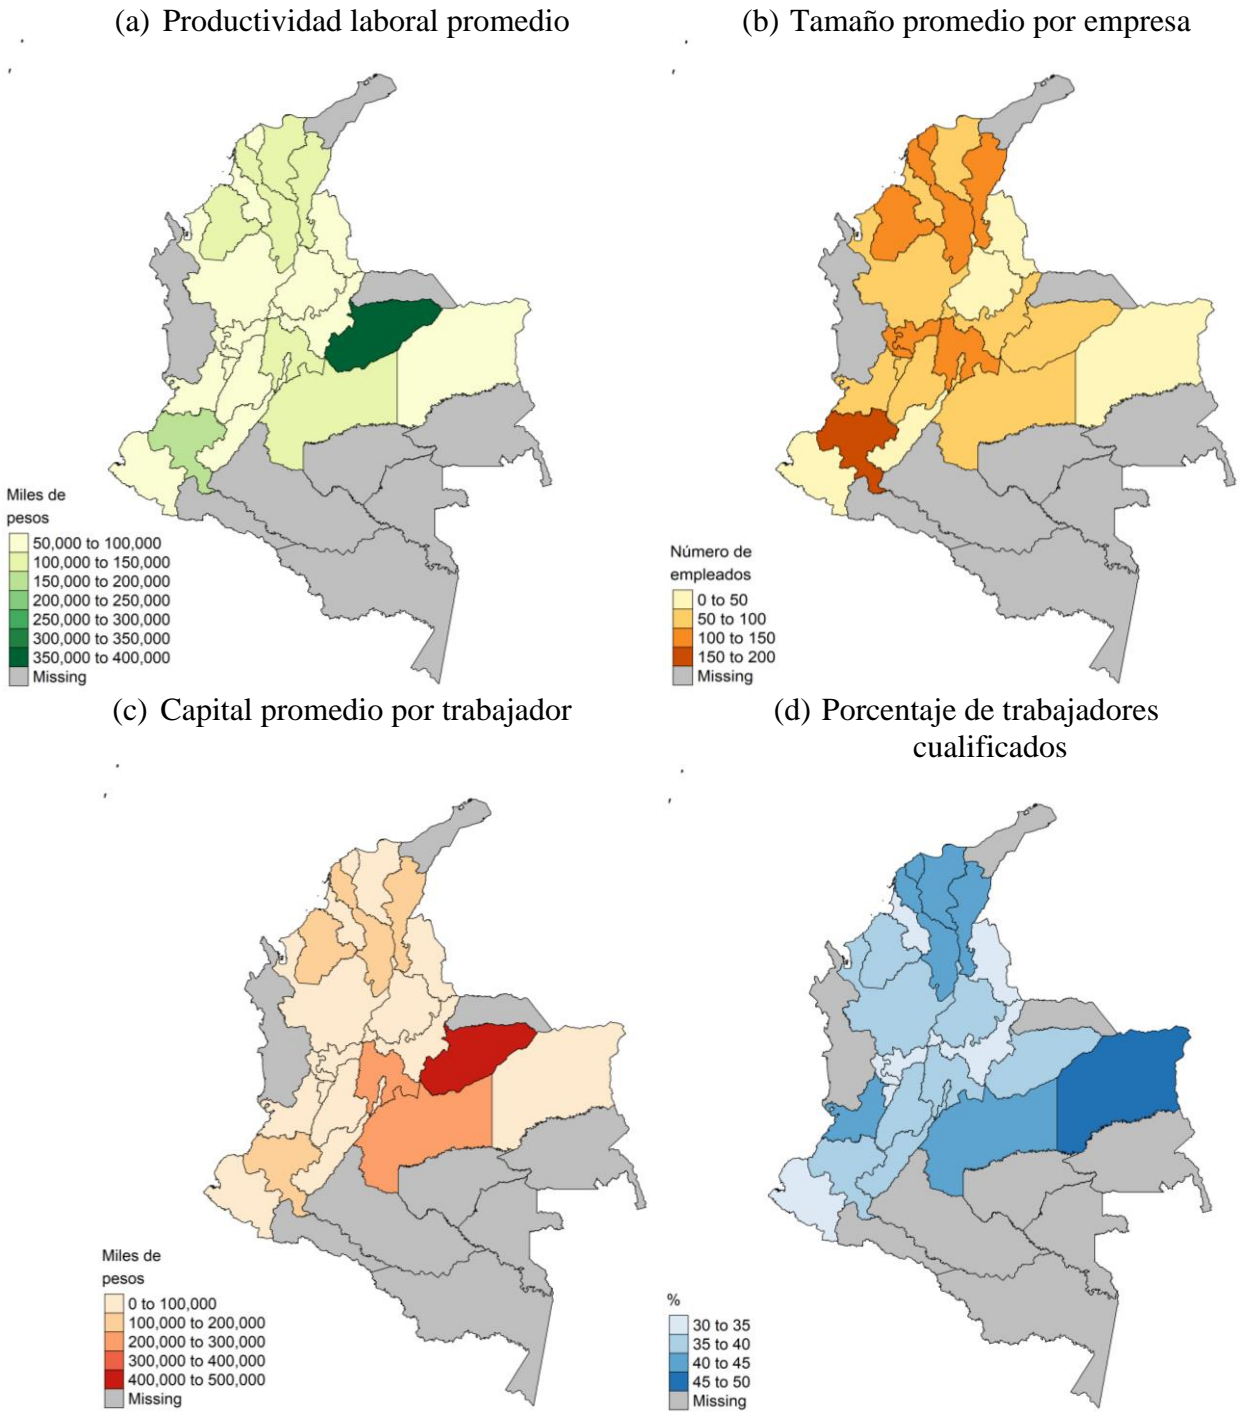 (a) Productividad laboral promedio
(b) Tamaño promedio por empresa
Miles de
pesos
50,000 to 100,000
100,000 to 150,000
150,000 to 200,000
200,000 to 250,000
250,000 to 300,000
300,000 to 350,000
350,000 to 400,000
Missing
Número de
empleados
0 to 50
50 to 100
100 to 150
150 to 200
Missing
(c) Capital promedio por trabajador
(d) Porcentaje de trabajadores
cualificados
Miles de
pesos
0 to 100,000
100,000 to 200,000
200,000 to 300,000
300,000 to 400,000
400,000 to 500,000
Missing
%
30 to 35
35 to 40
40 to 45
45 to 50
Missing